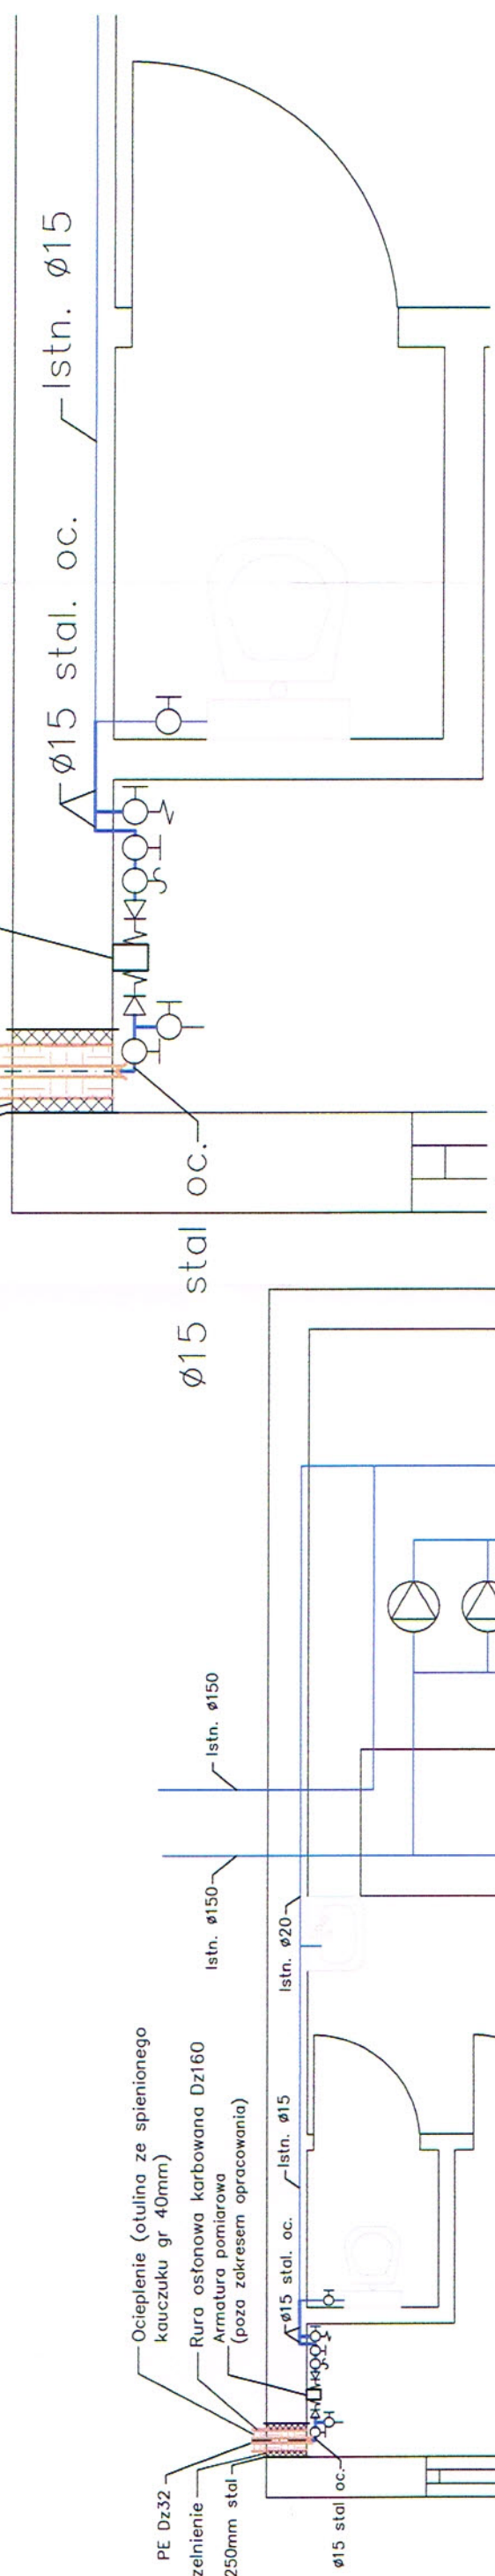 Istn. ø15
ø15 stal. oc.
ø15 stal oc.
Istn. ø150
Istn. ø150
Istn. ø20
Istn. ø15
ø15 stal. oc.
Ocieplenie (otulina ze spienionego
kauczuku gr 40mm)
Rura osłonowa karbowana Dz160
Armatura pomiarowa
(poza zakresem opracowania)
PE Dz32
zelnienie
250mm stal
ø15 stal oc.